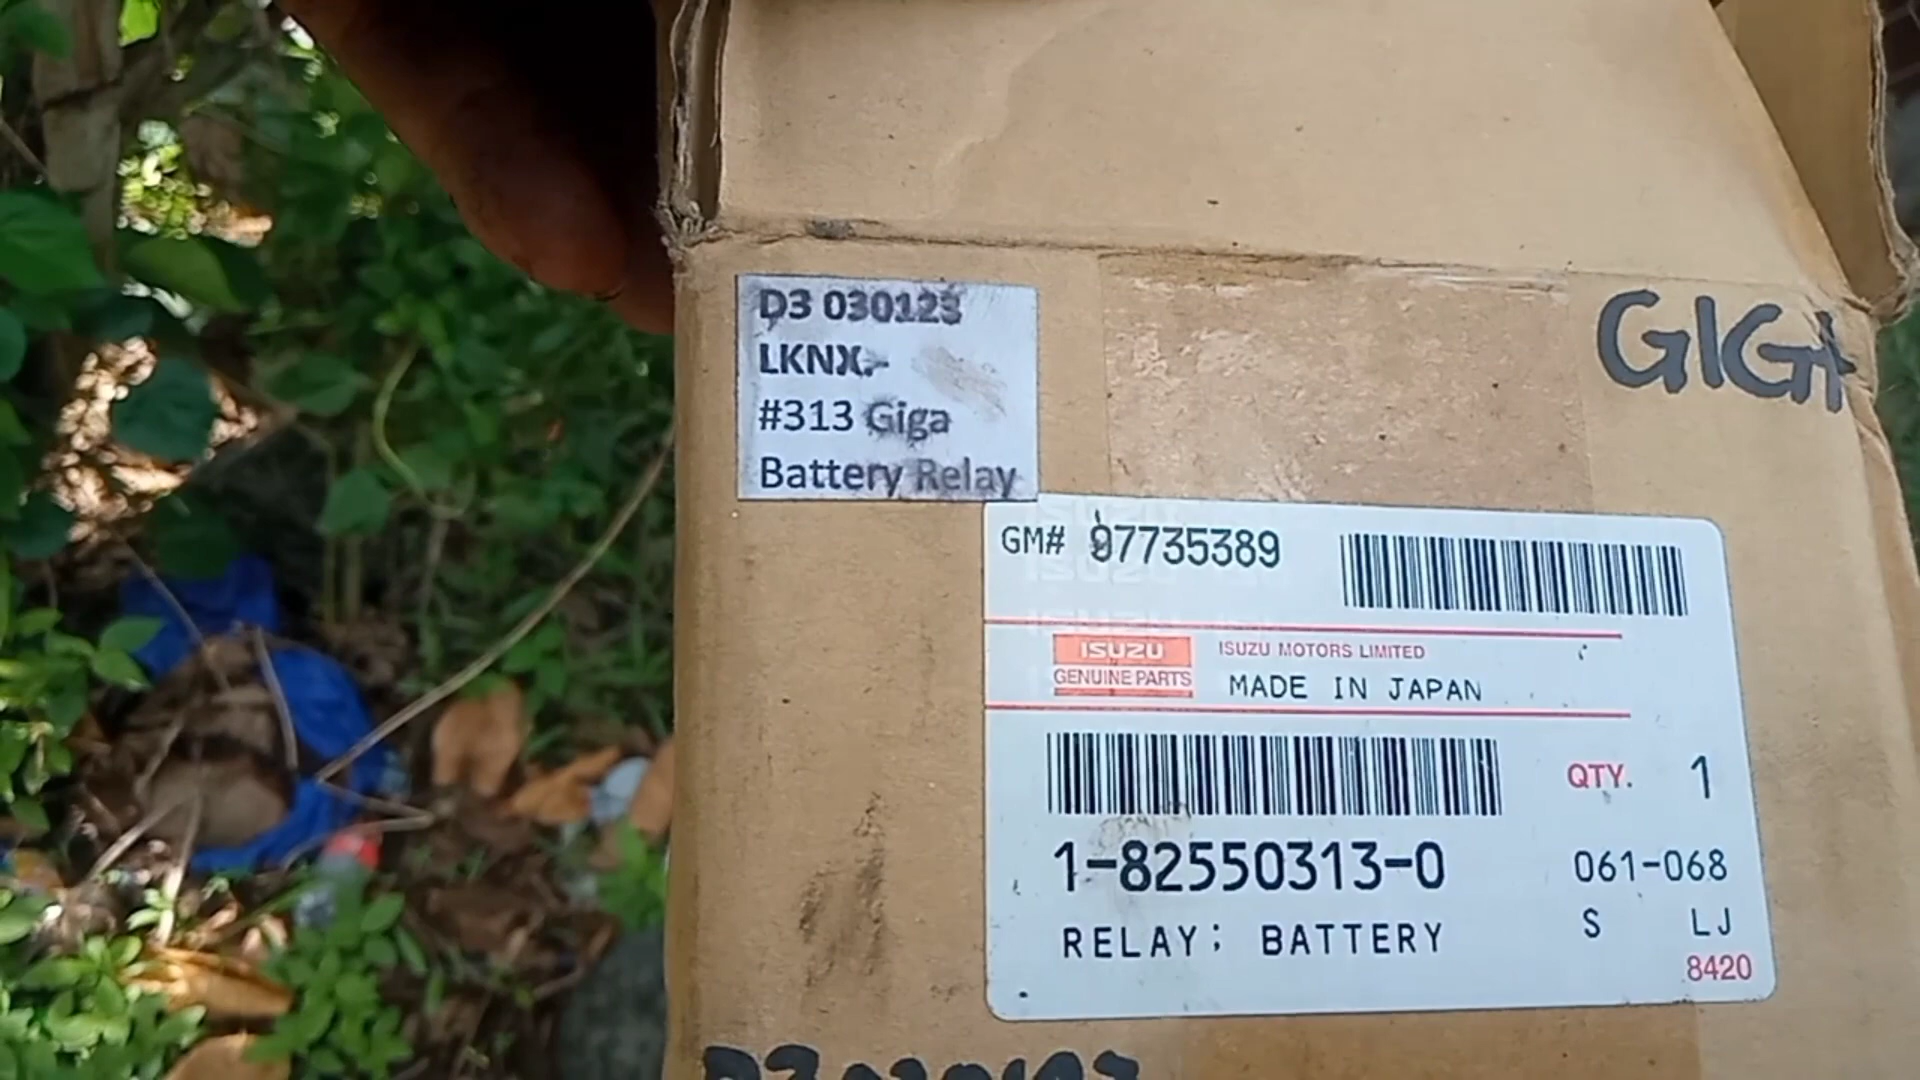 D3 030123
LKNX.-
#313 Giga
Battery Relay
GIGA
GM# 97735389
ISUZU
GENUINE PARTS
ISUZU MOTORS LIMITED
MADE IN JAPAN
QTY. 1
1-82550313-0
061-068
RELAY; BATTERY
S LJ
8420